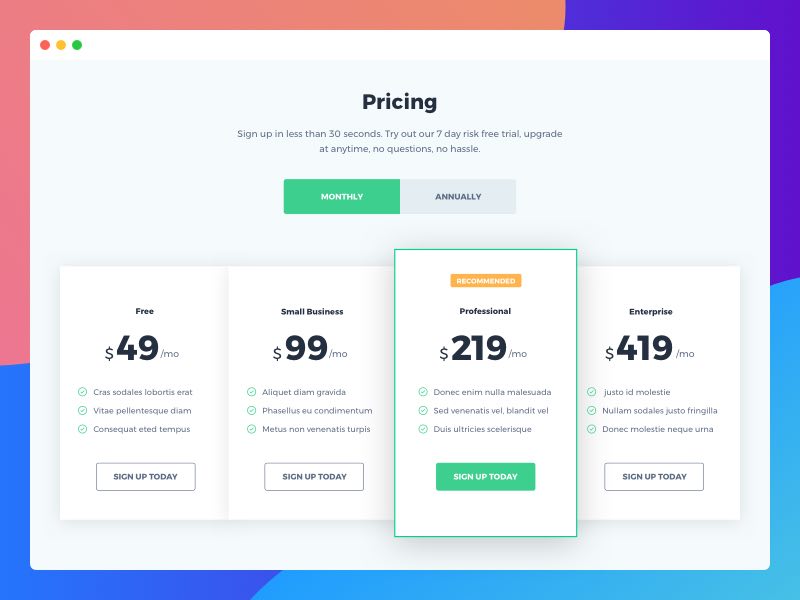 Pricing
Sign up in less than 30 seconds. Try out our 7 day risk free trial, upgrade
at anytime, no questions, no hassle.
MONTHLY
ANNUALLY
Free
$49/mo
Cras sodales lobortis erat
Vitae pellentesque diam
Consequat eted tempus
SIGN UP TODAY
Small Business
$99/mo
Aliquet diam gravida
Phasellus eu condimentum
Metus non venenatis turpis
SIGN UP TODAY
RECOMMENDED
Professional
$219/mo
Donec enim nulla malesuada
Sed venenatis vel, blandit vel
Duis ultricies scelerisque
SIGN UP TODAY
Enterprise
$419/mo
justo id molestie
Nullam sodales justo fringilla
Donec molestie neque urna
SIGN UP TODAY